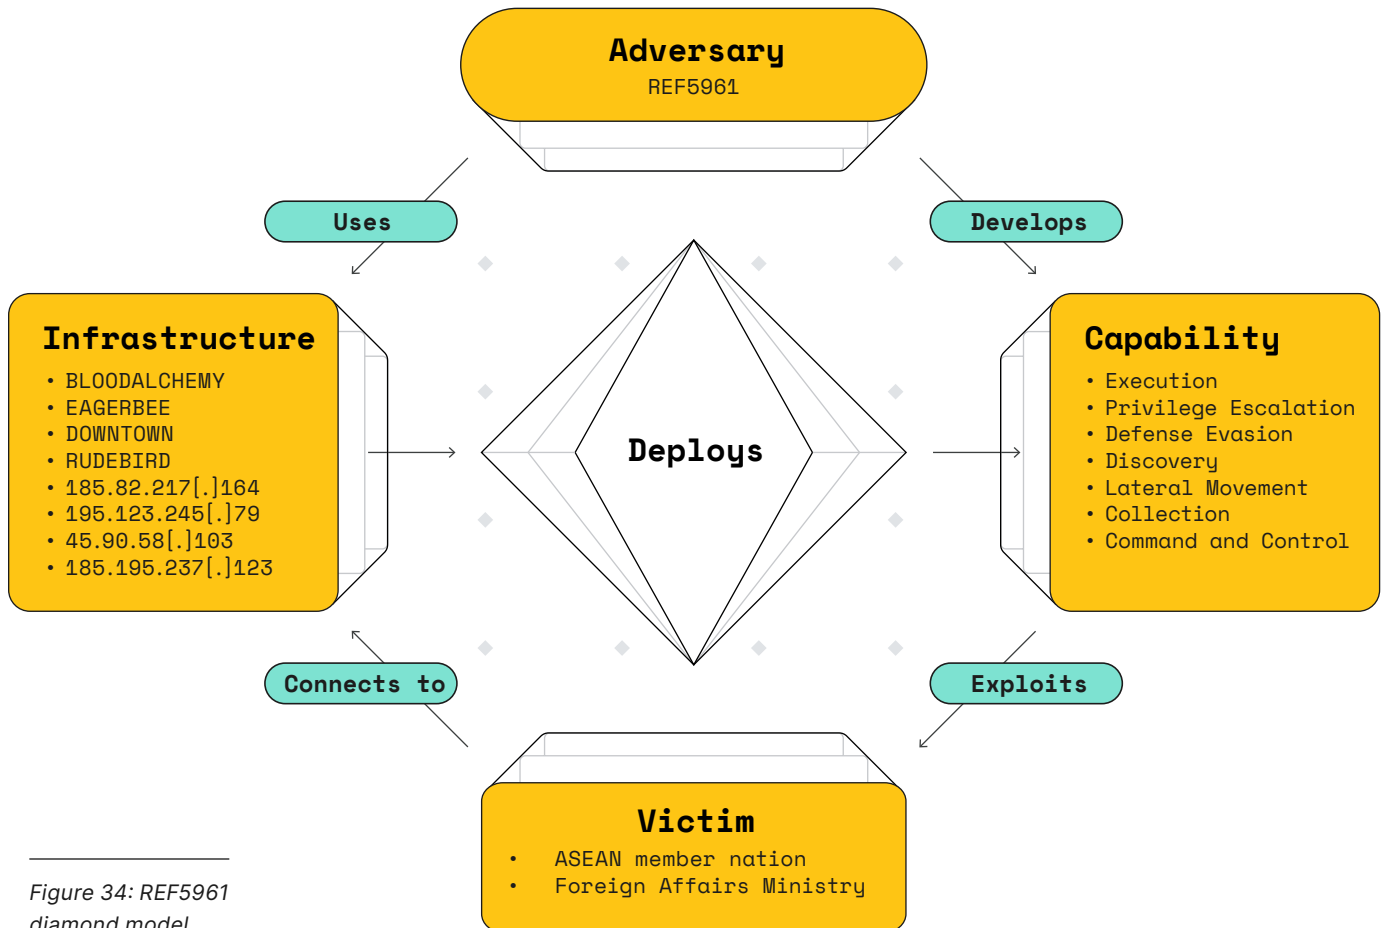 Adversary
REF5961
Uses
Develops
Infrastructure
• BLOODALCHEMY
• EAGERBEE
• DOWNTOWN
• RUDEBIRD
• 185.82.217[.]164
• 195.123.245[.]79
• 45.90.58[.]103
• 185.195.237[.]123
Deploys
Capability
• Execution
• Privilege Escalation
• Defense Evasion
• Discovery
• Lateral Movement
• Collection
• Command and Control
Connects to
Exploits
Victim
• ASEAN member nation
• Foreign Affairs Ministry
Figure 34: REF5961
diamond model